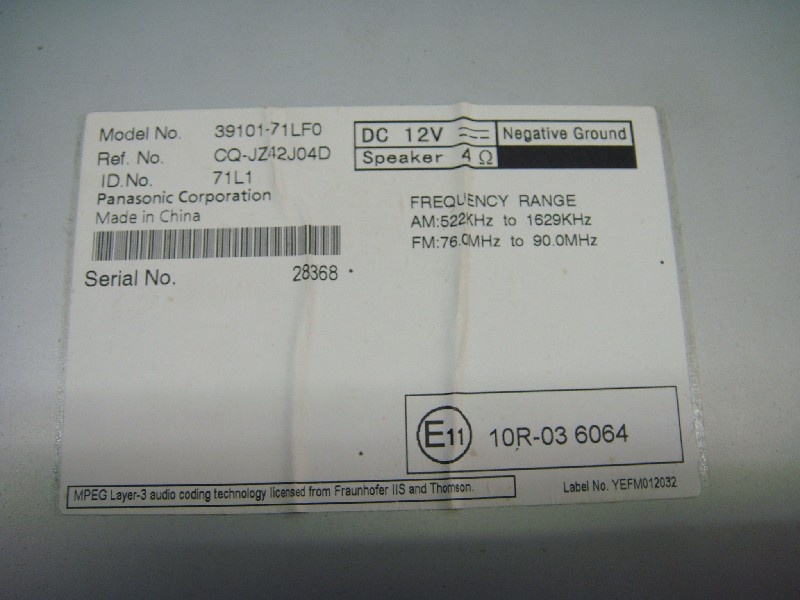 Model No. 39101-71LF0
Ref. No. CQ-JZ42J04D
ID.No. 71L1
Panasonic Corporation
Made in China
Serial No. 28368
DC 12V ⎓ Negative Ground
Speaker 4Ω
FREQUENCY RANGE
AM:522KHz to 1629KHz
FM:76.0MHz to 90.0MHz
E11 10R-03 6064
MPEG Layer-3 audio coding technology licensed from Fraunhofer IIS and Thomson.
Label No. YEFM012032